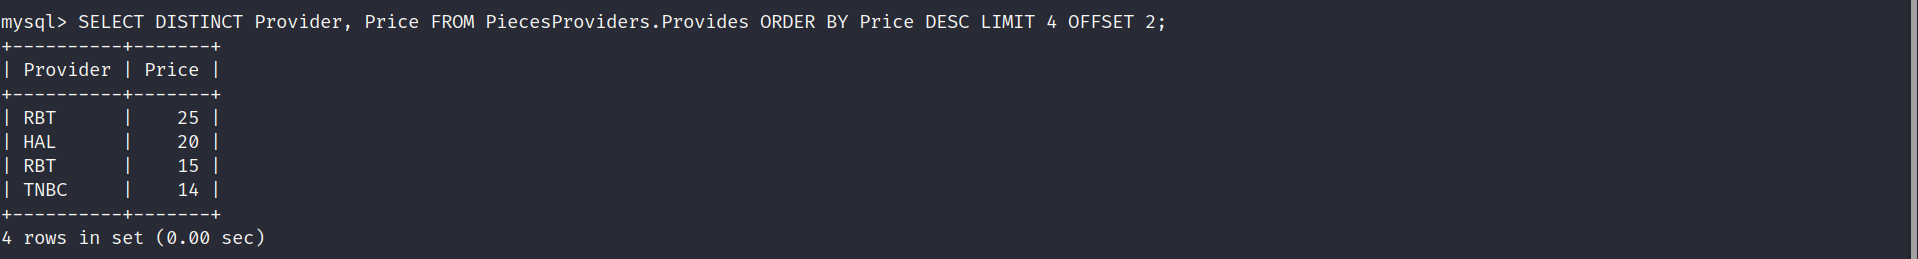 mysql> SELECT DISTINCT Provider, Price FROM PiecesProviders.Provides ORDER BY Price DESC LIMIT 4 OFFSET 2;
+----------+-------+
| Provider | Price |
+----------+-------+
| RBT      |    25 |
| HAL      |    20 |
| RBT      |    15 |
| TNBC     |    14 |
+----------+-------+
4 rows in set (0.00 sec)